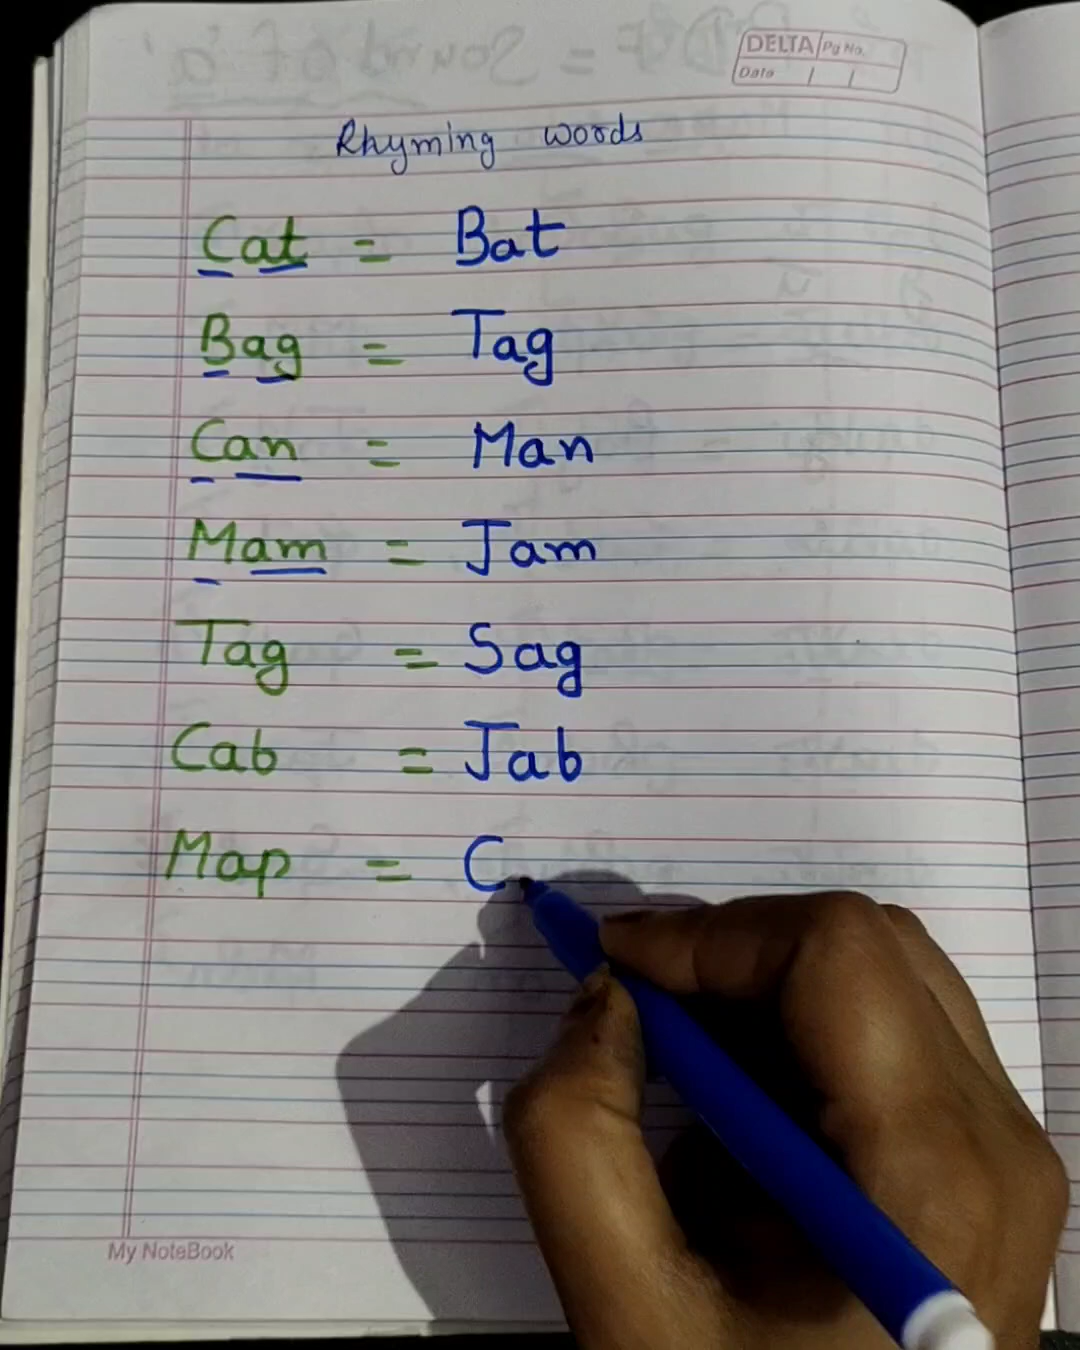 DELTA Pg No.
Date / /
Rhyming words
Cat = Bat
Bag = Tag
Can = Man
Mam = Jam
Tag = Sag
Cab = Jab
Map = C
My NoteBook